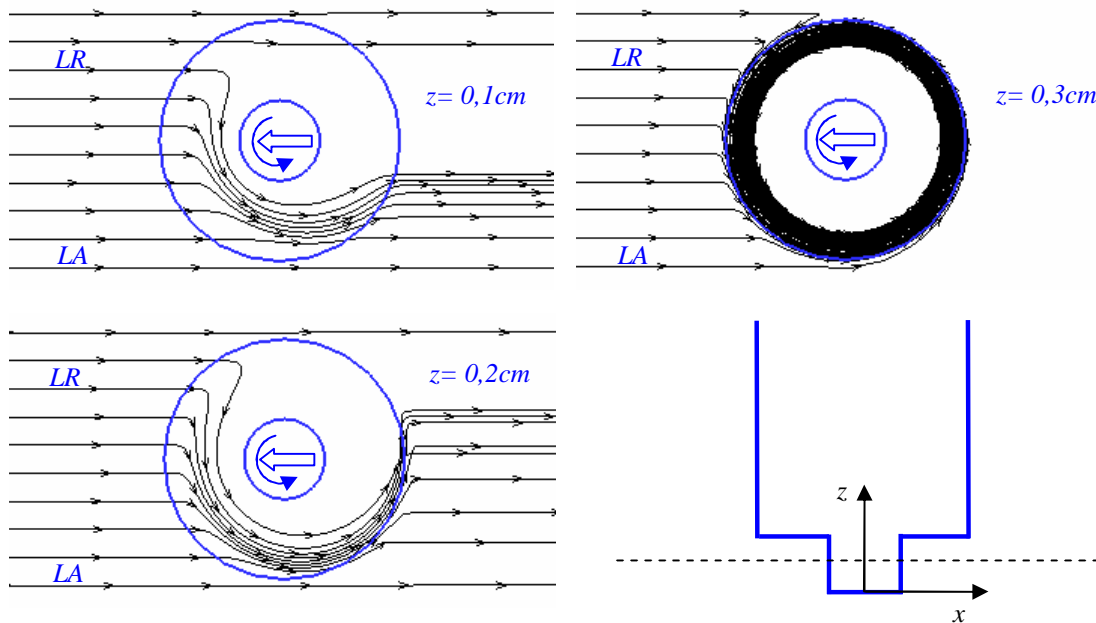 LR
z= 0,1cm
LA
LR
z= 0,3cm
LA
LR
z= 0,2cm
LA
z
x